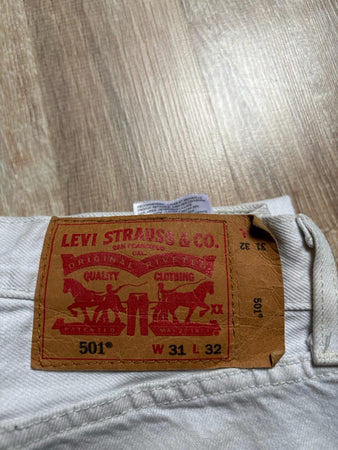 LEVI STRAUSS & CO.
SAN FRANCISCO
CAL.
ORIGINAL RIVETED
QUALITY CLOTHING
XX
501® W 31 L 32
31
32
501®